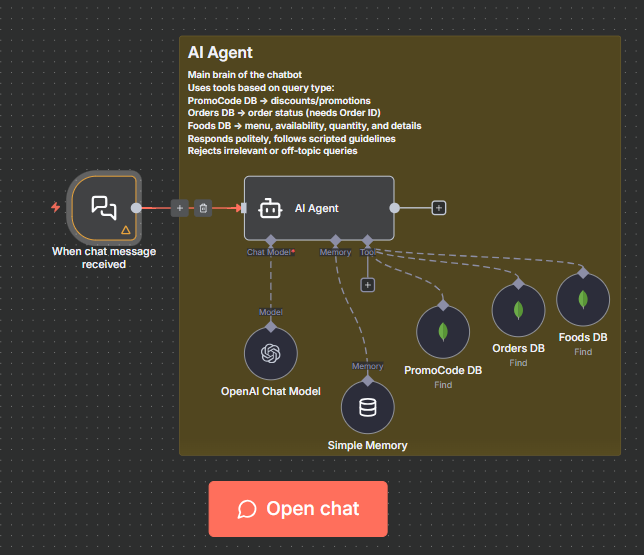 AI Agent
Main brain of the chatbot
Uses tools based on query type:
PromoCode DB → discounts/promotions
Orders DB → order status (needs Order ID)
Foods DB → menu, availability, quantity, and details
Responds politely, follows scripted guidelines
Rejects irrelevant or off-topic queries
AI Agent
When chat message
received
Chat Model*
Memory
Tool
Model
Memory
OpenAI Chat Model
Simple Memory
PromoCode DB
Find
Orders DB
Find
Foods DB
Find
Open chat